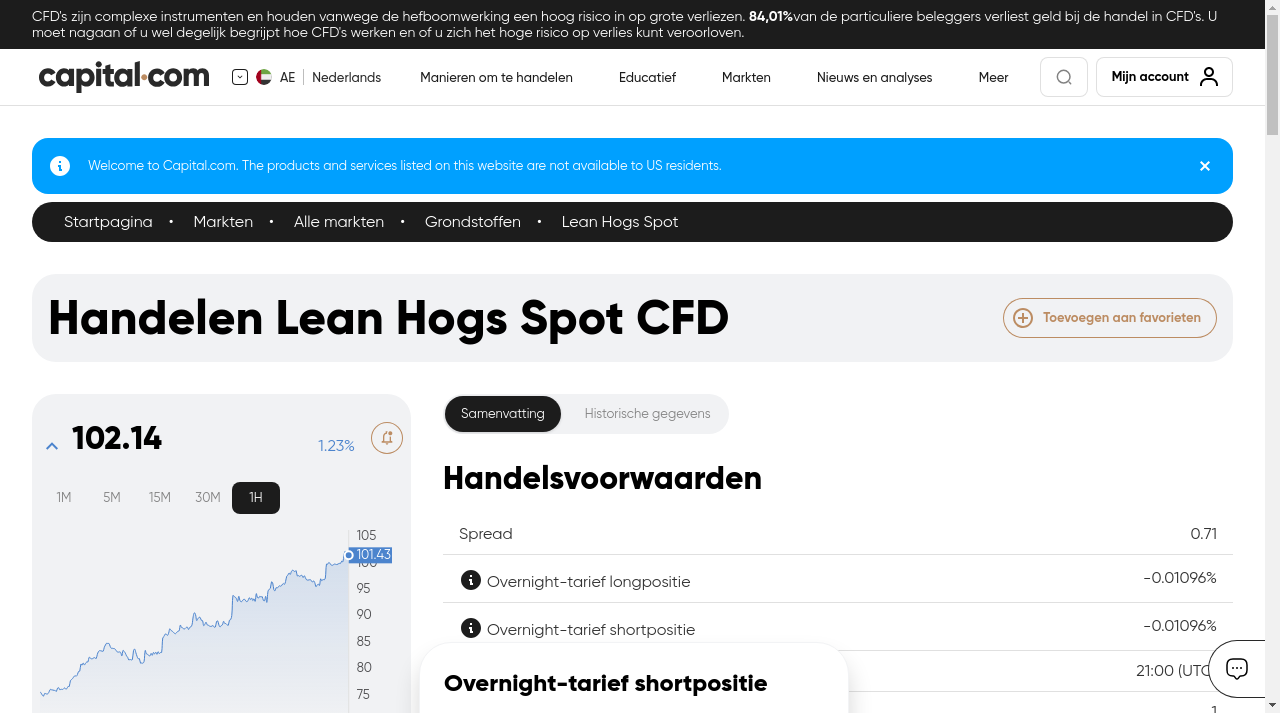 CFD's zijn complexe instrumenten en houden vanwege de hefboomwerking een hoog risico in op grote verliezen. 84,01%van de particuliere beleggers verliest geld bij de handel in CFD's. U
moet nagaan of u wel degelijk begrijpt hoe CFD's werken en of u zich het hoge risico op verlies kunt veroorloven.
capital.com
AE
Nederlands
Manieren om te handelen
Educatief
Markten
Nieuws en analyses
Meer
Mijn account
Welcome to Capital.com. The products and services listed on this website are not available to US residents.
Startpagina • Markten • Alle markten • Grondstoffen • Lean Hogs Spot
Handelen Lean Hogs Spot CFD
Toevoegen aan favorieten
102.14
1.23%
1M 5M 15M 30M 1H
105
101.43
100
95
90
85
80
75
Samenvatting
Historische gegevens
Handelsvoorwaarden
Spread 0.71
Overnight-tarief longpositie -0.01096%
Overnight-tarief shortpositie -0.01096%
21:00 (UTC
1
Overnight-tarief shortpositie